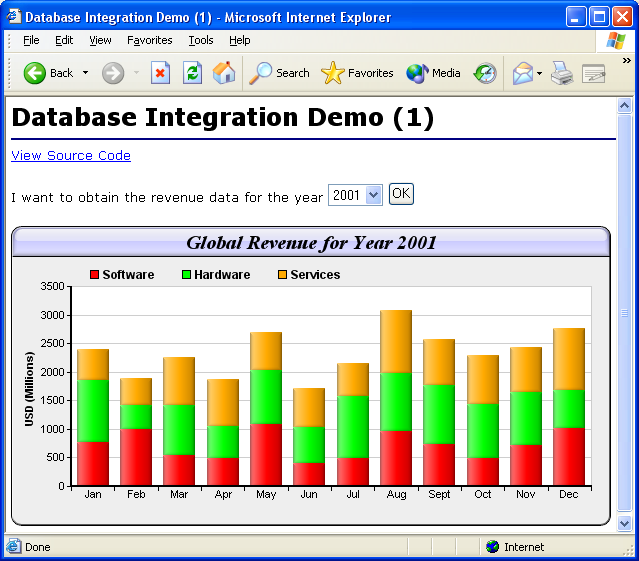 Database Integration Demo (1) - Microsoft Internet Explorer
File Edit View Favorites Tools Help
Back Search Favorites Media »
Database Integration Demo (1)
View Source Code
I want to obtain the revenue data for the year 2001 OK
Global Revenue for Year 2001
Software Hardware Services
3500
3000
2500
2000
1500
1000
500
0
USD (Millions)
Jan Feb Mar Apr May Jun Jul Aug Sept Oct Nov Dec
Done Internet